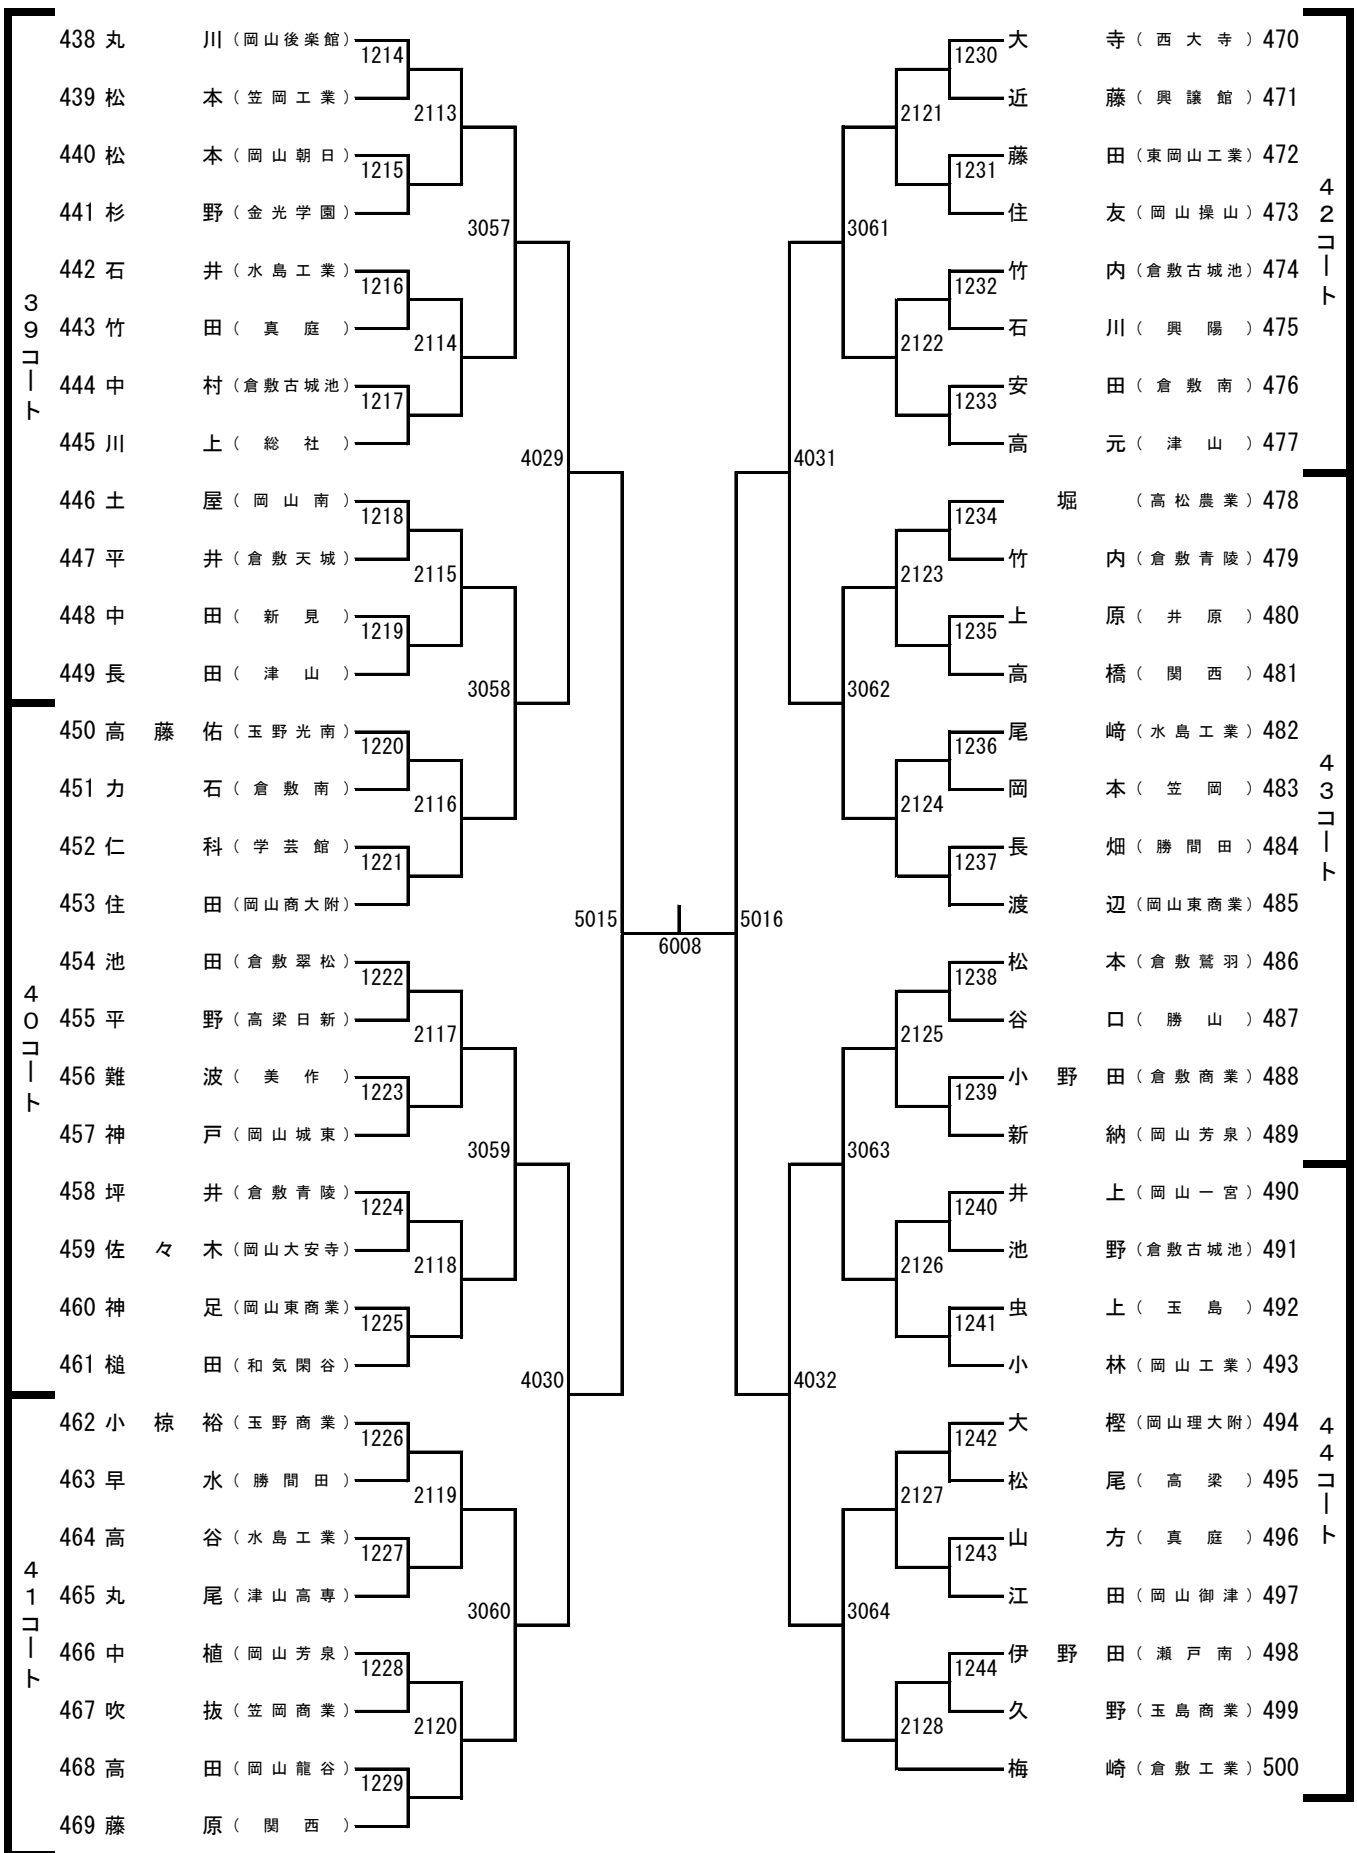 39コート
438 丸川 (岡山後楽館)
1214
439 松本 (笠岡工業)
2113
440 松本 (岡山朝日)
1215
441 杉野 (金光学園)
3057
442 石井 (水島工業)
1216
443 竹田 (真庭)
2114
444 中村 (倉敷古城池)
1217
445 川上 (総社)
4029
446 土屋 (岡山南)
1218
447 平井 (倉敷天城)
2115
448 中田 (新見)
1219
449 長田 (津山)
3058
40コート
450 高藤佑 (玉野光南)
1220
451 力石 (倉敷南)
2116
452 仁科 (学芸館)
1221
453 住田 (岡山商大附)
5015
454 池田 (倉敷翠松)
1222
455 平野 (高梁日新)
2117
456 難波 (美作)
1223
457 神戸 (岡山城東)
3059
458 坪井 (倉敷青陵)
1224
459 佐々木 (岡山大安寺)
2118
460 神足 (岡山東商業)
1225
461 槌田 (和気閑谷)
4030
41コート
462 小椋裕 (玉野商業)
1226
463 早水 (勝間田)
2119
464 高谷 (水島工業)
1227
465 丸尾 (津山高専)
3060
466 中植 (岡山芳泉)
1228
467 吹抜 (笠岡商業)
2120
468 高田 (岡山龍谷)
1229
469 藤原 (関西)
6008
42コート
大寺 (西大寺) 470
1230
近藤 (興譲館) 471
2121
藤田 (東岡山工業) 472
1231
住友 (岡山操山) 473
3061
竹内 (倉敷古城池) 474
1232
石川 (興陽) 475
2122
安田 (倉敷南) 476
1233
高元 (津山) 477
4031
43コート
堀 (高松農業) 478
1234
竹内 (倉敷青陵) 479
2123
上原 (井原) 480
1235
高橋 (関西) 481
3062
尾﨑 (水島工業) 482
1236
岡本 (笠岡) 483
2124
長畑 (勝間田) 484
1237
渡辺 (岡山東商業) 485
5016
松本 (倉敷鷲羽) 486
1238
谷口 (勝山) 487
2125
小野田 (倉敷商業) 488
1239
新納 (岡山芳泉) 489
3063
44コート
井上 (岡山一宮) 490
1240
池野 (倉敷古城池) 491
2126
虫上 (玉島) 492
1241
小林 (岡山工業) 493
4032
大樫 (岡山理大附) 494
1242
松尾 (高梁) 495
2127
山方 (真庭) 496
1243
江田 (岡山御津) 497
3064
伊野田 (瀬戸南) 498
1244
久野 (玉島商業) 499
2128
梅崎 (倉敷工業) 500